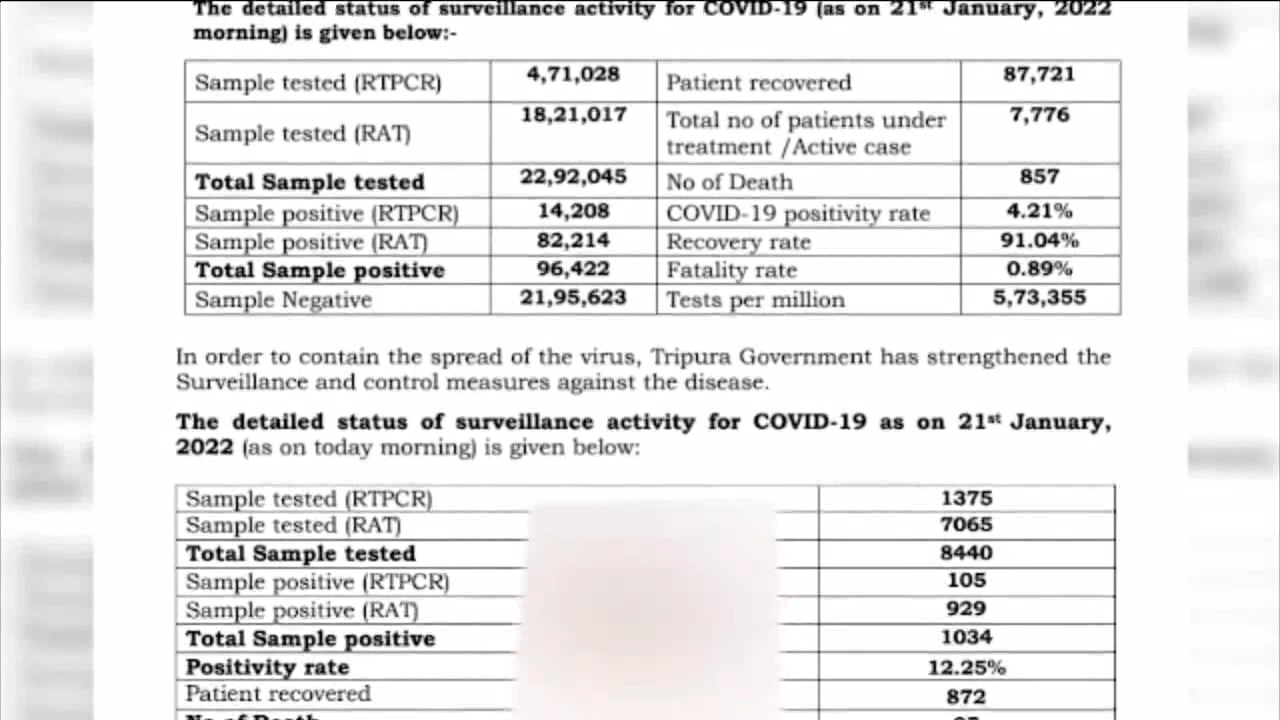 The detailed status of surveillance activity for COVID-19 (as on 21st January, 2022
morning) is given below:-
Sample tested (RTPCR) 4,71,028 Patient recovered 87,721
Sample tested (RAT) 18,21,017 Total no of patients under
treatment /Active case 7,776
Total Sample tested 22,92,045 No of Death 857
Sample positive (RTPCR) 14,208 COVID-19 positivity rate 4.21%
Sample positive (RAT) 82,214 Recovery rate 91.04%
Total Sample positive 96,422 Fatality rate 0.89%
Sample Negative 21,95,623 Tests per million 5,73,355
In order to contain the spread of the virus, Tripura Government has strengthened the
Surveillance and control measures against the disease.
The detailed status of surveillance activity for COVID-19 as on 21st January,
2022 (as on today morning) is given below:
Sample tested (RTPCR) 1375
Sample tested (RAT) 7065
Total Sample tested 8440
Sample positive (RTPCR) 105
Sample positive (RAT) 929
Total Sample positive 1034
Positivity rate 12.25%
Patient recovered 872
No of Death